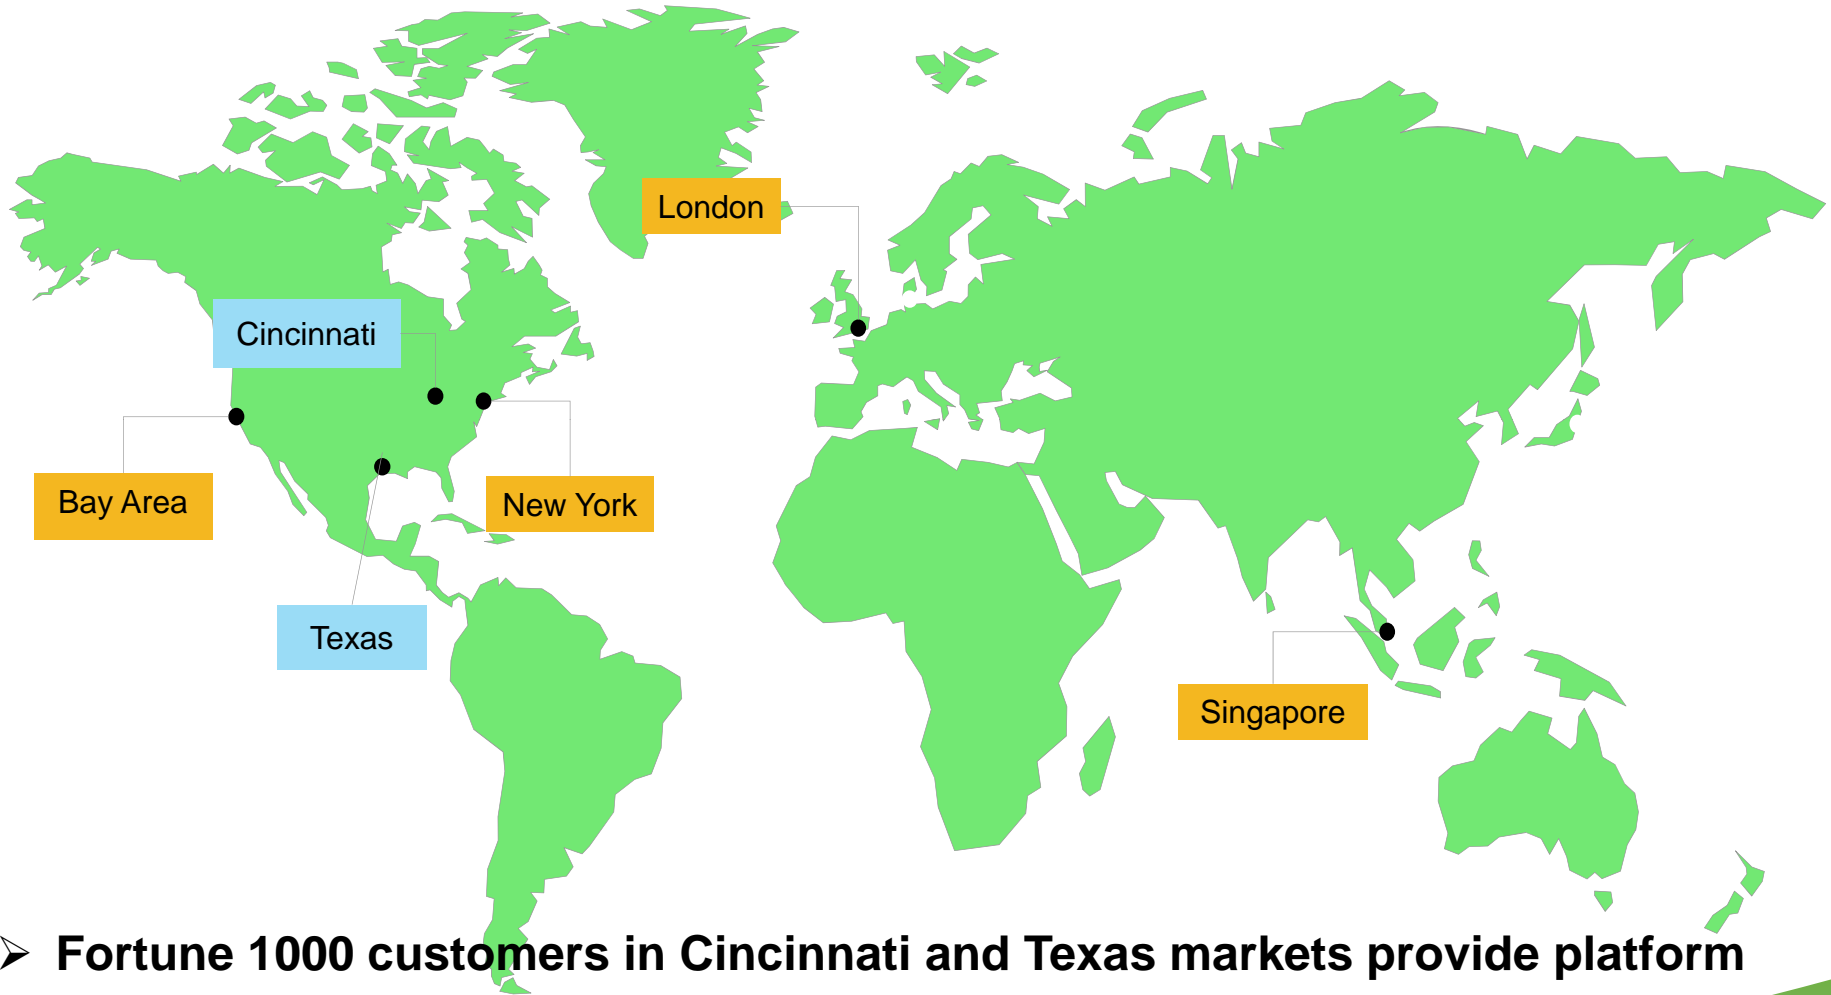 London
Cincinnati
Bay Area
New York
Texas
Singapore
➢ Fortune 1000 customers in Cincinnati and Texas markets provide platform